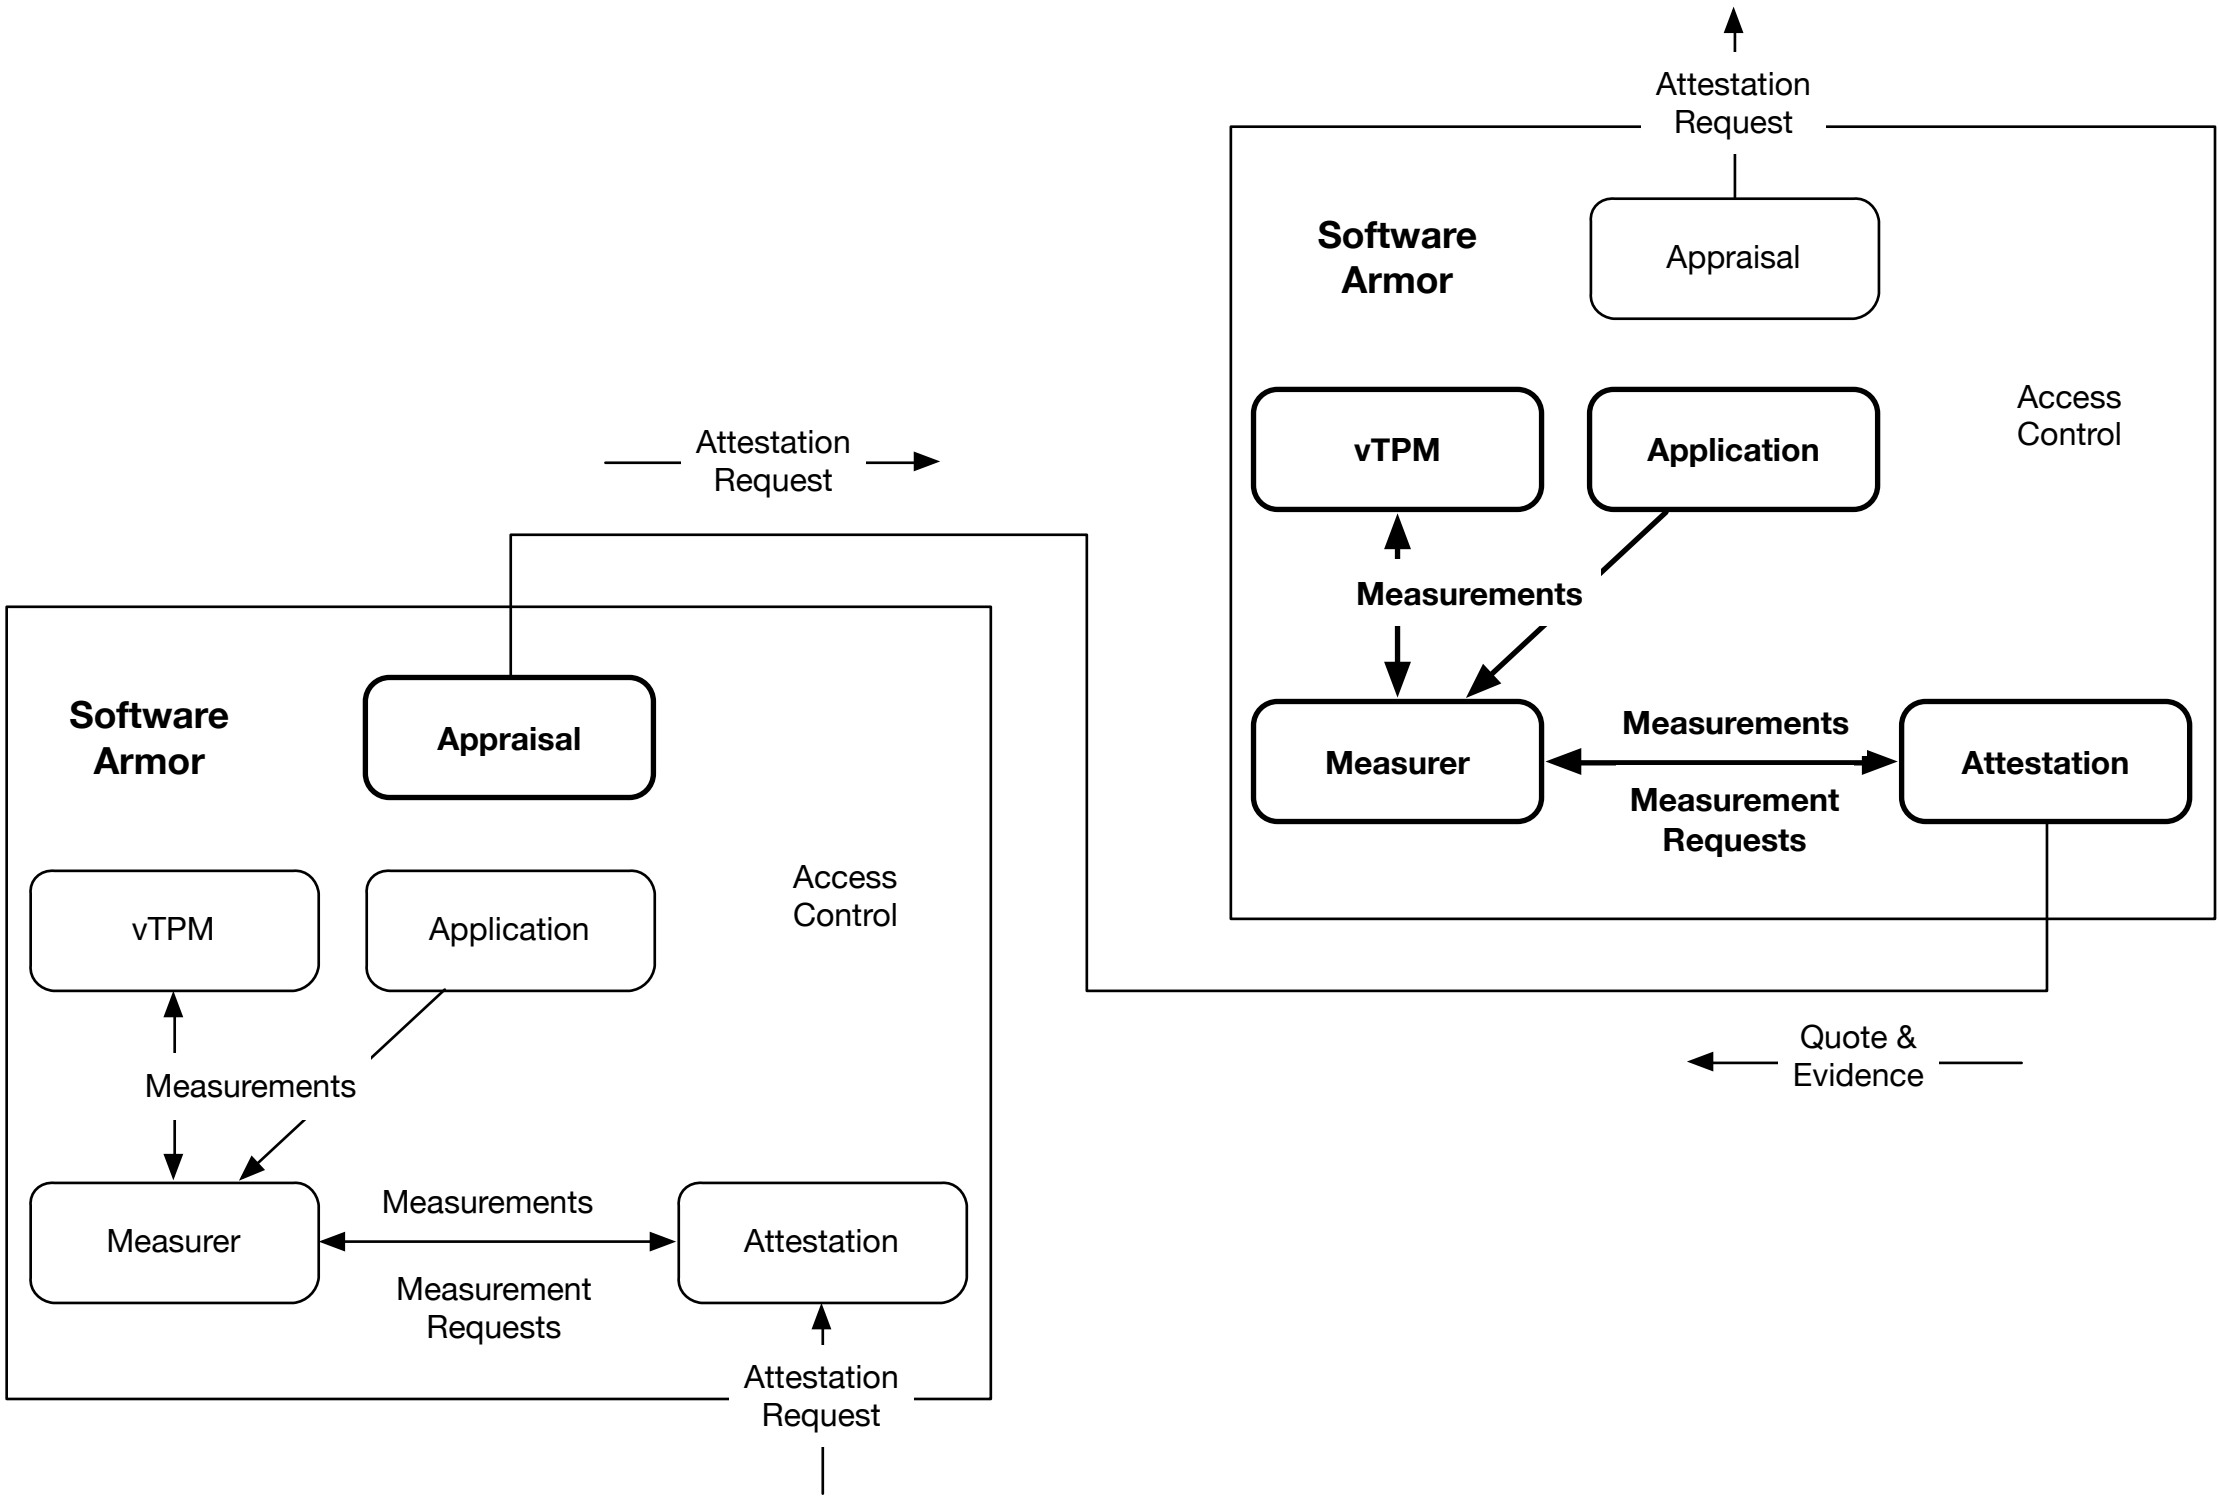 Attestation
Request
Software
Armor
Appraisal
vTPM
Application
Access
Control
Measurements
Measurer
Measurements
Measurement
Requests
Attestation
Attestation
Request
Quote &
Evidence
Software
Armor
Appraisal
vTPM
Application
Access
Control
Measurements
Measurer
Measurements
Measurement
Requests
Attestation
Attestation
Request